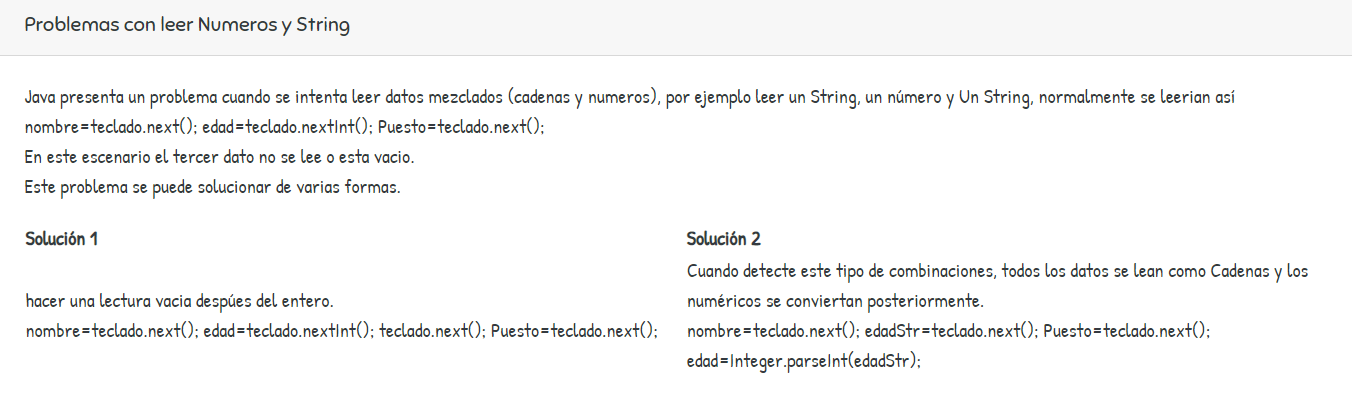 Problemas con leer Numeros y String
Java presenta un problema cuando se intenta leer datos mezclados (cadenas y numeros), por ejemplo leer un String, un número y Un String, normalmente se leerian así
nombre=teclado.next(); edad=teclado.nextInt(); Puesto=teclado.next();
En este escenario el tercer dato no se lee o esta vacio.
Este problema se puede solucionar de varias formas.
Solución 1
hacer una lectura vacia despúes del entero.
nombre=teclado.next(); edad=teclado.nextInt(); teclado.next(); Puesto=teclado.next();
Solución 2
Cuando detecte este tipo de combinaciones, todos los datos se lean como Cadenas y los
numéricos se conviertan posteriormente.
nombre=teclado.next(); edadStr=teclado.next(); Puesto=teclado.next();
edad=Integer.parseInt(edadStr);